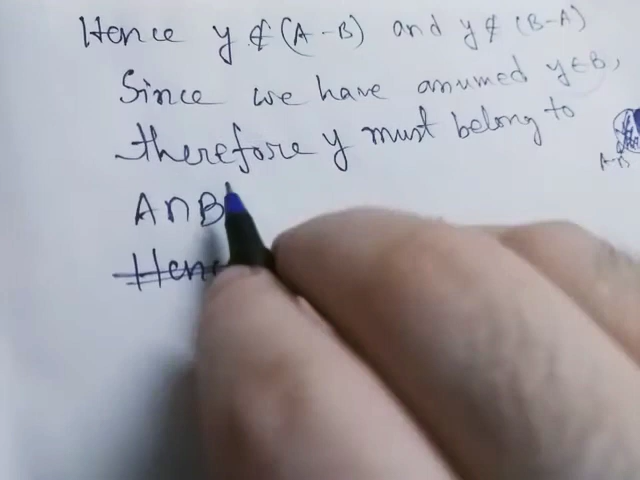 Hence y ∉ (A - B) and y ∉ (B-A)
Since we have assumed y∈B,
therefore y must belong to
A∩B